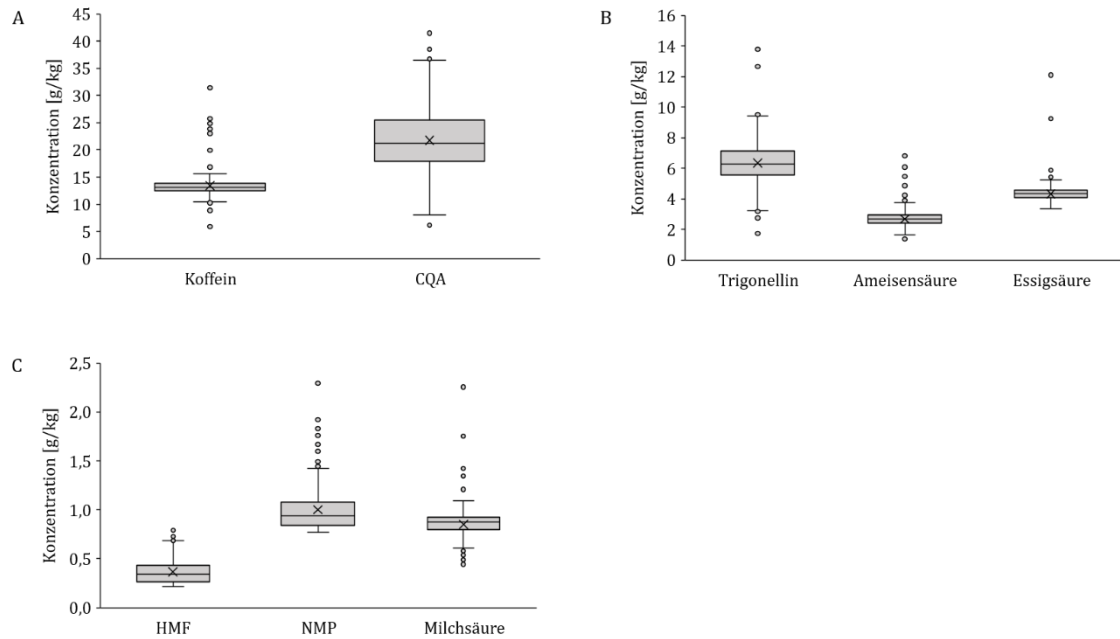 A
Konzentration [g/kg]
45
40
35
30
25
20
15
10
5
0
Koffein CQA
B
Konzentration [g/kg]
16
14
12
10
8
6
4
2
0
Trigonellin Ameisensäure Essigsäure
C
Konzentration [g/kg]
2,5
2,0
1,5
1,0
0,5
0,0
HMF NMP Milchsäure